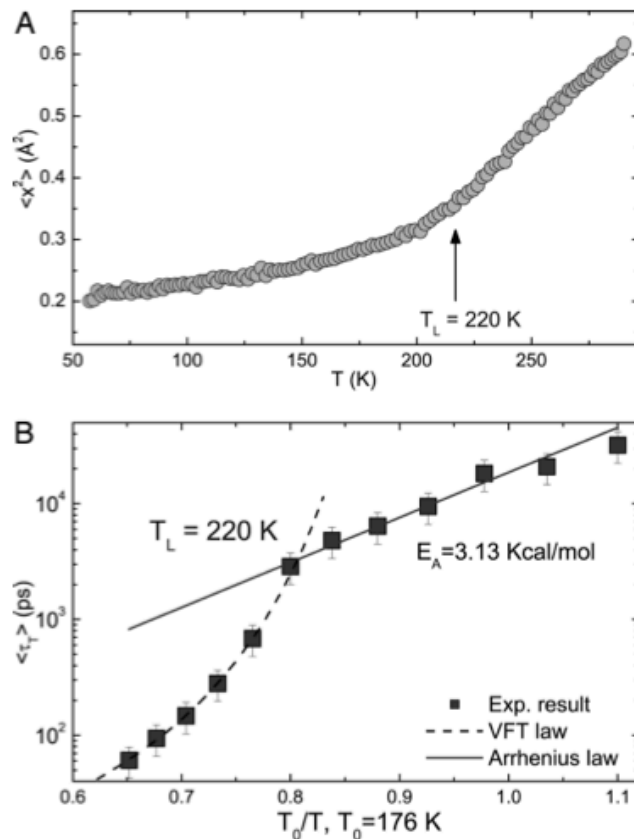 A
0.6
0.5
0.4
0.3
0.2
<x²> (Å²)
T_L = 220 K
50 100 150 200 250
T (K)
B
10⁴
10³
10²
<τ_T> (ps)
T_L = 220 K
E_A=3.13 Kcal/mol
Exp. result
VFT law
Arrhenius law
0.6 0.7 0.8 0.9 1.0 1.1
T₀/T, T₀=176 K